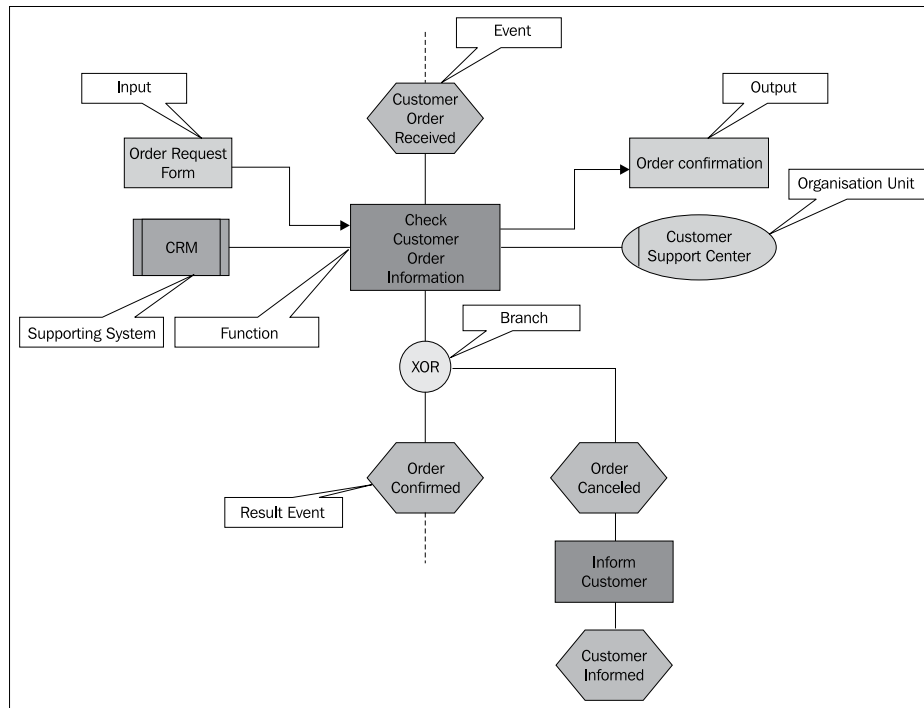 Event
Input
Customer
Order
Received
Output
Order Request
Form
Order confirmation
Organisation Unit
CRM
Check
Customer
Order
Information
Customer
Support Center
Supporting System
Function
Branch
XOR
Order
Confirmed
Order
Canceled
Result Event
Inform
Customer
Customer
Informed